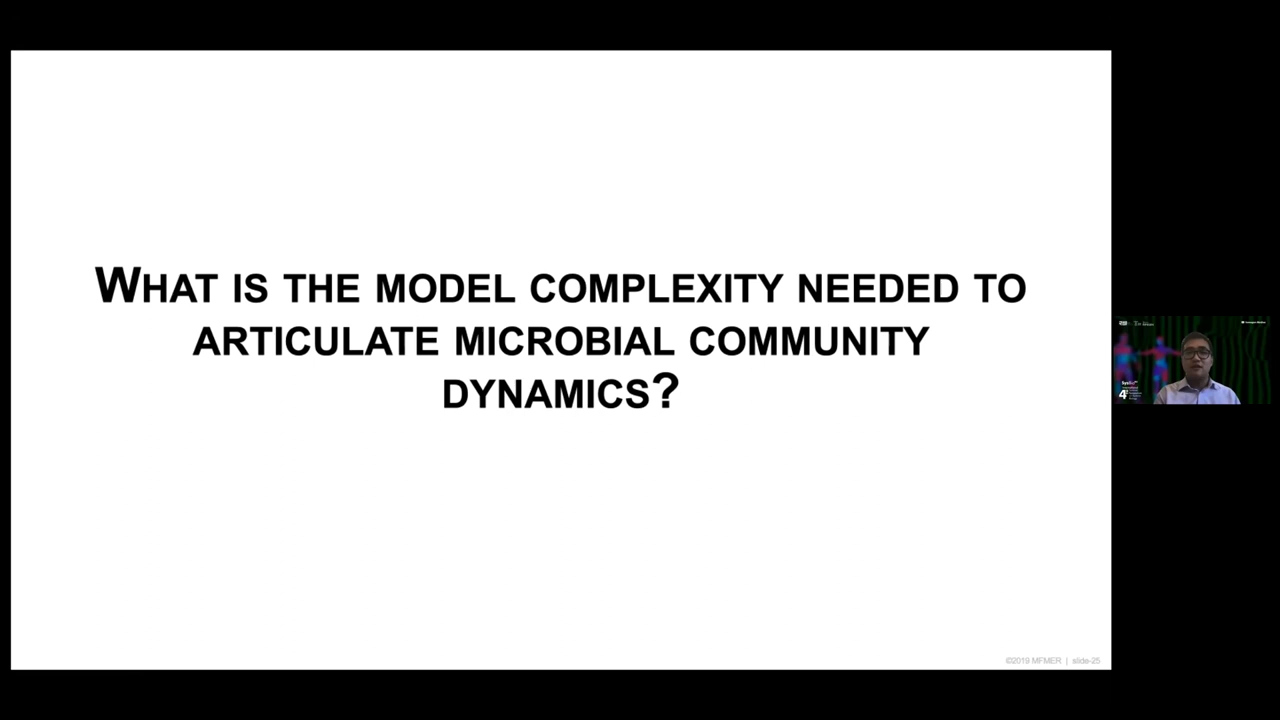 WHAT IS THE MODEL COMPLEXITY NEEDED TO
ARTICULATE MICROBIAL COMMUNITY
DYNAMICS?
©2019 MFMER | slide-25